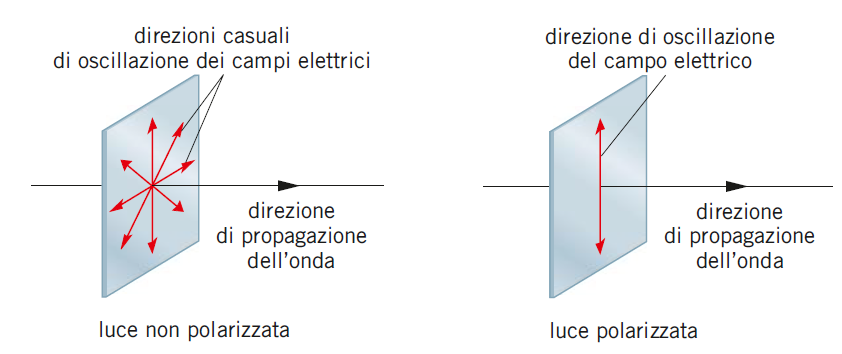 direzioni casuali
di oscillazione dei campi elettrici
direzione
di propagazione
dell'onda
luce non polarizzata
direzione di oscillazione
del campo elettrico
direzione
di propagazione
dell'onda
luce polarizzata